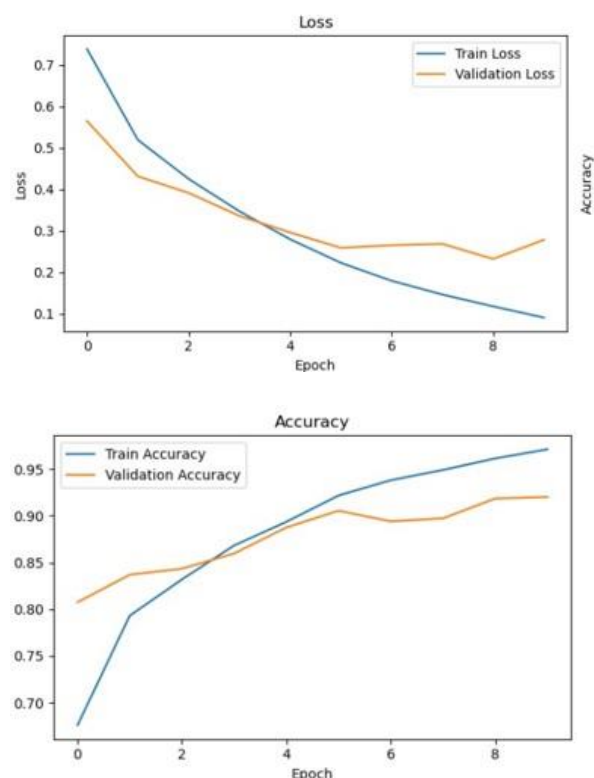 Loss
Train Loss
Validation Loss
0.7
0.6
0.5
0.4
0.3
0.2
0.1
Loss
0
2
4
6
8
Epoch
Accuracy
Accuracy
Train Accuracy
Validation Accuracy
0.95
0.90
0.85
0.80
0.75
0.70
0
2
4
6
8
Epoch